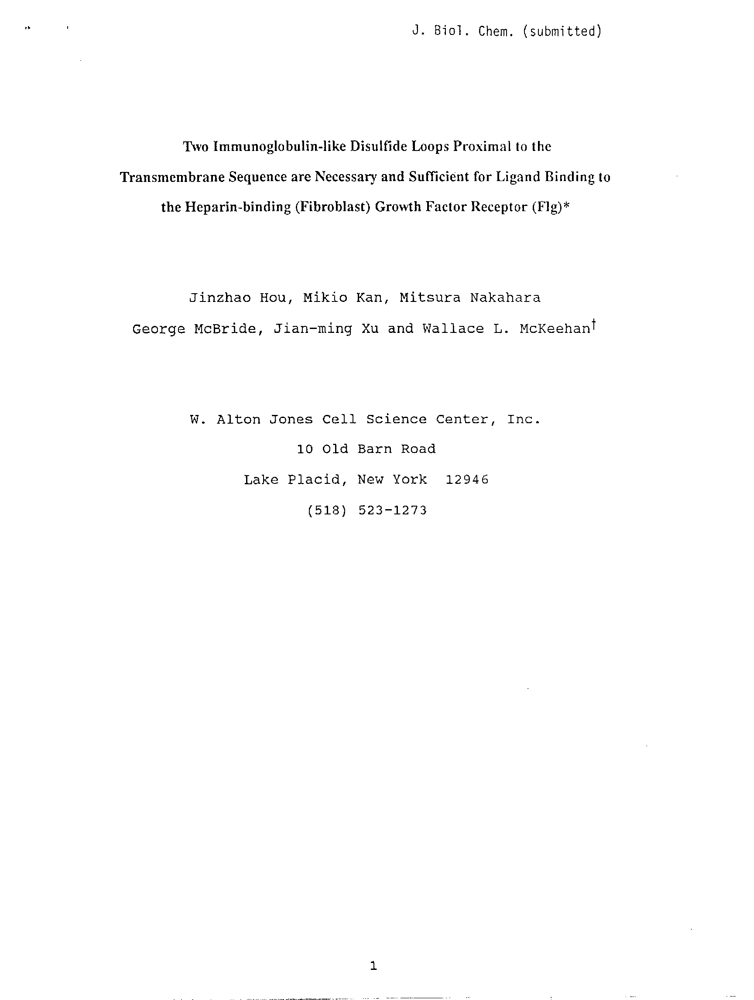 J. Biol. Chem. (submitted)
Two Immunoglobulin-like Disulfide Loops Proximal to the
Transmembrane Sequence are Necessary and Sufficient for Ligand Binding to
the Heparin-binding (Fibroblast) Growth Factor Receptor (Flg)*
Jinzhao Hou, Mikio Kan, Mitsura Nakahara
George McBride, Jian-ming Xu and Wallace L. McKeehan†
W. Alton Jones Cell Science Center, Inc.
10 Old Barn Road
Lake Placid, New York 12946
(518) 523-1273
1